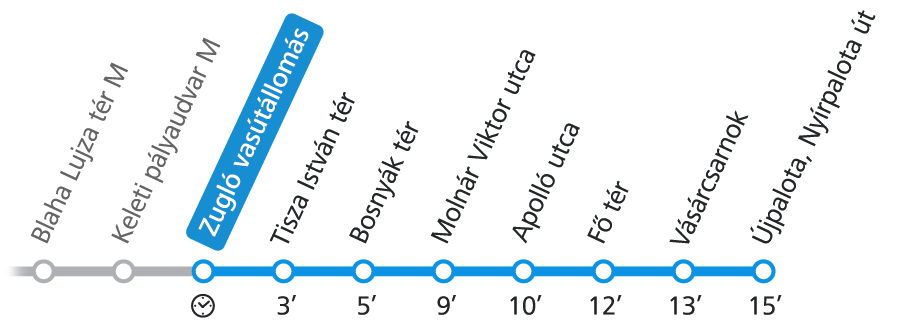 Blaha Lujza tér M
Keleti pályaudvar M
Zugló vasútállomás
Tisza István tér
Bosnyák tér
Molnár Viktor utca
Apolló utca
Fő tér
Vásárcsarnok
Újpalota, Nyírpalota út
3’ 5’ 9’ 10’ 12’ 13’ 15’